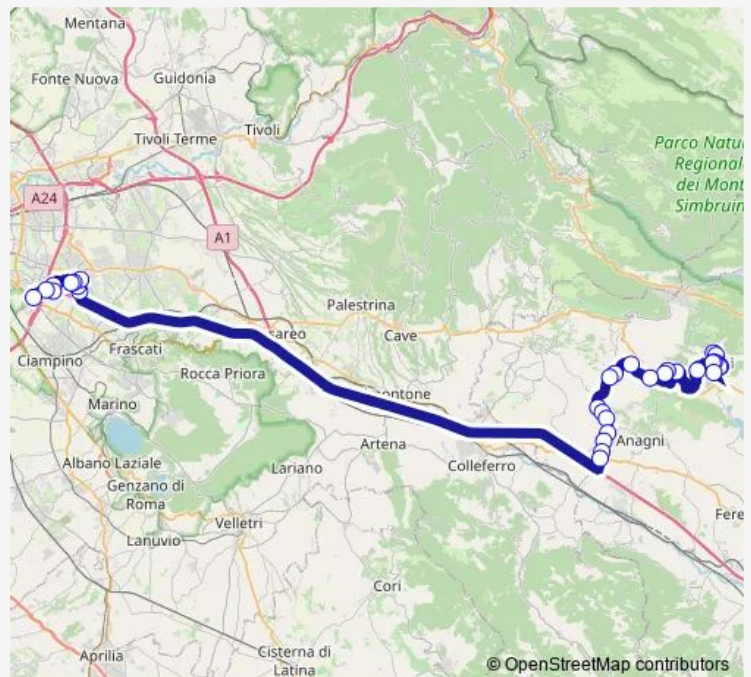 Mentana
Fonte Nuova
Guidonia
Tivoli Terme
Tivoli
Parco Natu
Regional
dei Mont
Simbruin
A24
A1
Palestrina
Cave
Ciampino
Frascati
Rocca Priora
Marino
Artena
Anagni
Colleferro
Albano Laziale
Lariano
Genzano di
Roma
Velletri
Fere
Lanuvio
Cori
Cisterna di
Latina
Aprilia
© OpenStreetMap contributors